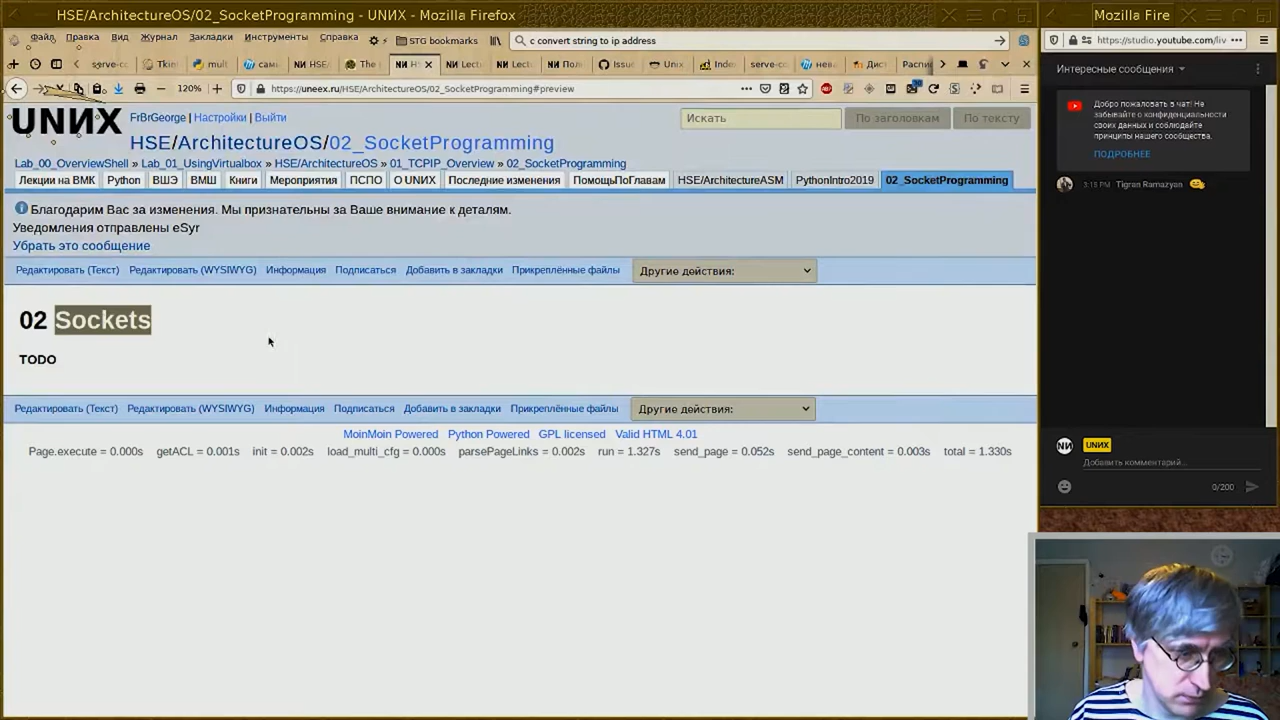 HSE/ArchitectureOS/02_SocketProgramming - UNИX - Mozilla Firefox
Mozilla Fire
Файл Правка Вид Журнал Закладки Инструменты Справка
STG bookmarks
c convert string to ip address
https://studio.youtube.com/liv
120%
https://uneex.ru/HSE/ArchitectureOS/02_SocketProgramming#preview
UNИX
FrBrGeorge | Настройки | Выйти
Искать
По заголовкам
По тексту
HSE/ArchitectureOS/02_SocketProgramming
Lab_00_OverviewShell » Lab_01_UsingVirtualbox » HSE/ArchitectureOS » 01_TCPIP_Overview » 02_SocketProgramming
Лекции на ВМК Python ВШЭ ВМШ Книги Мероприятия ПСПО О UNIX Последние изменения ПомощьПоГлавам HSE/ArchitectureASM PythonIntro2019 02_SocketProgramming
Благодарим Вас за изменения. Мы признательны за Ваше внимание к деталям.
Уведомления отправлены eSyr
Убрать это сообщение
Редактировать (Текст) Редактировать (WYSIWYG) Информация Подписаться Добавить в закладки Прикреплённые файлы Другие действия:
02 Sockets
TODO
Редактировать (Текст) Редактировать (WYSIWYG) Информация Подписаться Добавить в закладки Прикреплённые файлы Другие действия:
MoinMoin Powered Python Powered GPL licensed Valid HTML 4.01
Page.execute = 0.000s getACL = 0.001s init = 0.002s load_multi_cfg = 0.000s parsePageLinks = 0.002s run = 1.327s send_page = 0.052s send_page_content = 0.003s total = 1.330s
Интересные сообщения
Добро пожаловать в чат! Не
забывайте о конфиденциальности
своих данных и соблюдайте
принципы нашего сообщества.
ПОДРОБНЕЕ
3:15 PM Tigran Ramazyan
UNИX
Добавить комментарий...
0/200